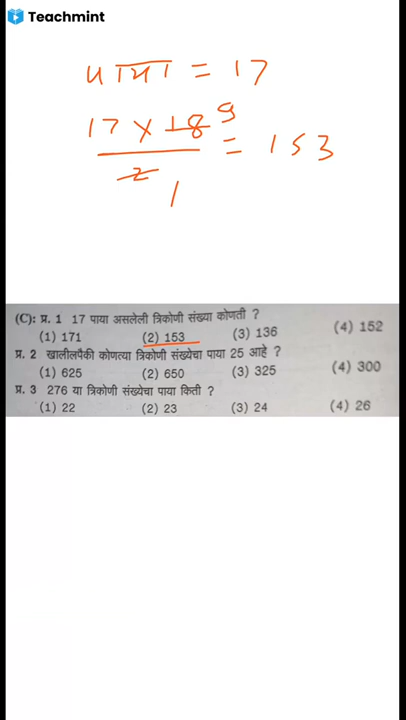 Teachmint
पाया = 17
17 × 18 9
2 1
= 153
(C): प्र. 1 17 पाया असलेली त्रिकोणी संख्या कोणती ?
(1) 171 (2) 153 (3) 136 (4) 152
प्र. 2 खालीलपैकी कोणत्या त्रिकोणी संख्येचा पाया 25 आहे ?
(1) 625 (2) 650 (3) 325 (4) 300
प्र. 3 276 या त्रिकोणी संख्येचा पाया किती ?
(1) 22 (2) 23 (3) 24 (4) 26